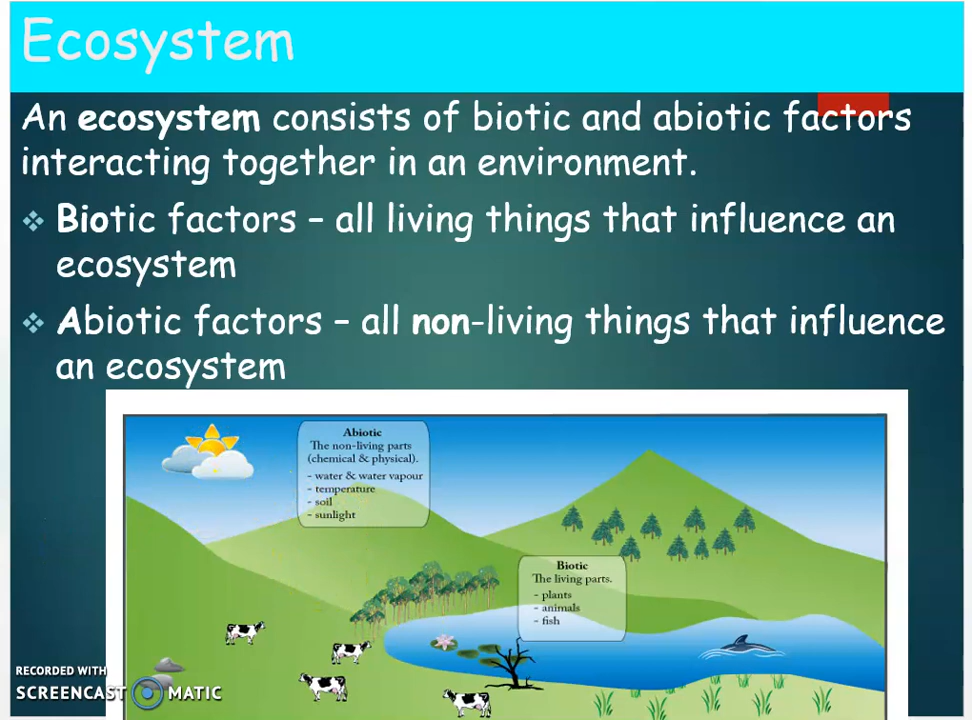 Ecosystem
An ecosystem consists of biotic and abiotic factors
interacting together in an environment.
Biotic factors – all living things that influence an
ecosystem
Abiotic factors – all non-living things that influence
an ecosystem
Abiotic
The non-living parts
(chemical & physical).
- water & water vapour
- temperature
- soil
- sunlight
Biotic
The living parts.
- plants
- animals
- fish
RECORDED WITH
SCREENCAST MATIC